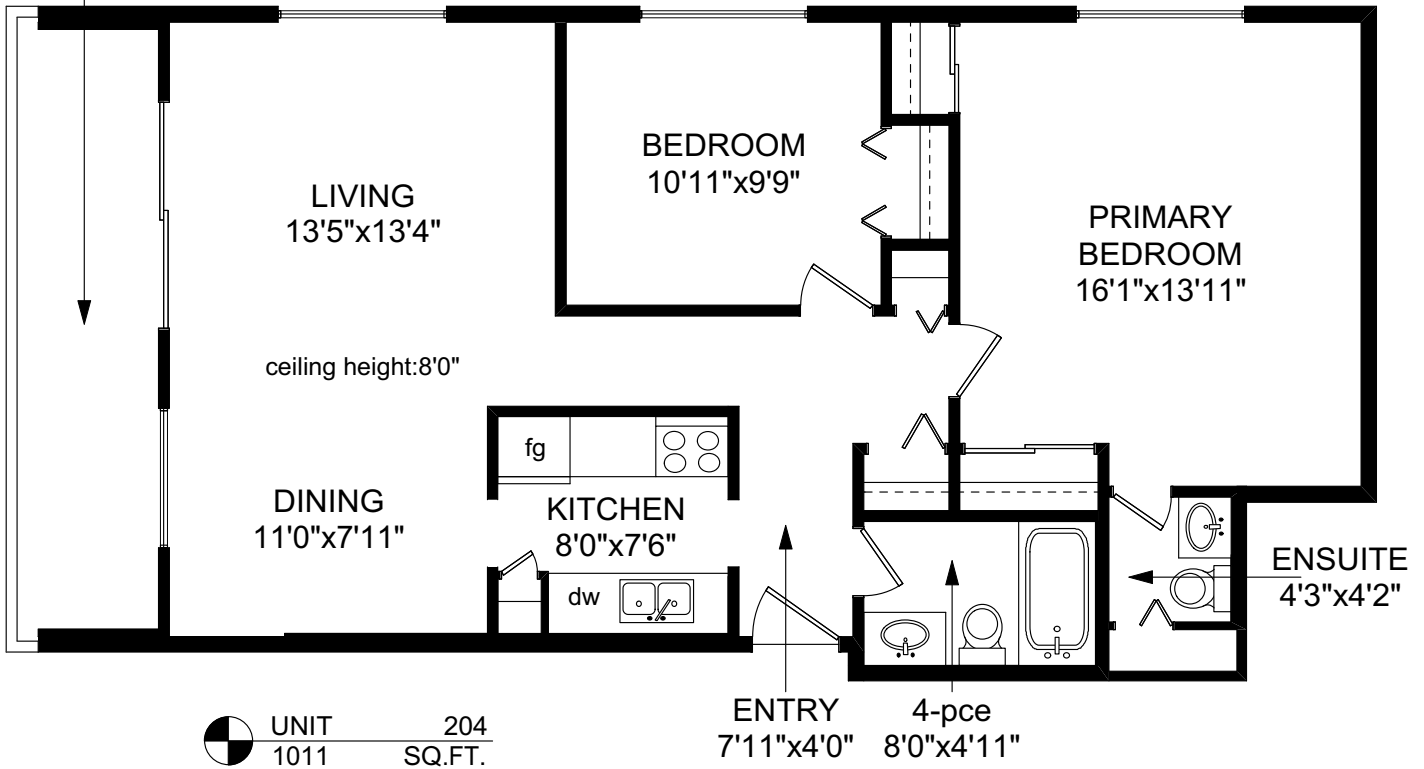 BEDROOM
10'11"x9'9"
LIVING
13'5"x13'4"
PRIMARY
BEDROOM
16'1"x13'11"
ceiling height:8'0"
fg
DINING
11'0"x7'11"
KITCHEN
8'0"x7'6"
dw
ENSUITE
4'3"x4'2"
ENTRY
7'11"x4'0"
4-pce
8'0"x4'11"
UNIT 204
1011 SQ.FT.